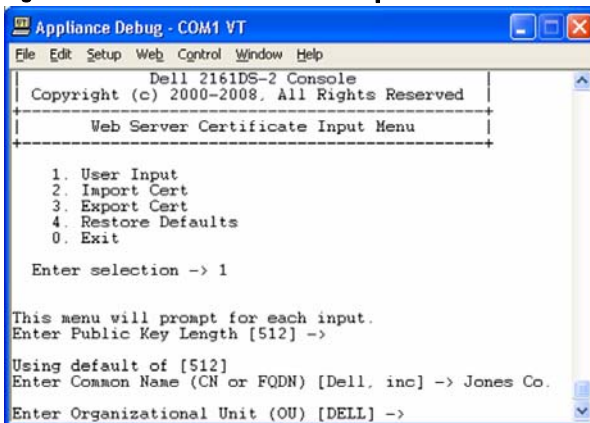 Appliance Debug - COM1 VT
File Edit Setup Web Control Window Help
Dell 2161DS-2 Console
Copyright (c) 2000-2008, All Rights Reserved
Web Server Certificate Input Menu
1. User Input
2. Import Cert
3. Export Cert
4. Restore Defaults
0. Exit
Enter selection -> 1
This menu will prompt for each input.
Enter Public Key Length [512] ->
Using default of [512]
Enter Common Name (CN or FQDN) [Dell, inc] -> Jones Co.
Enter Organizational Unit (OU) [DELL] ->